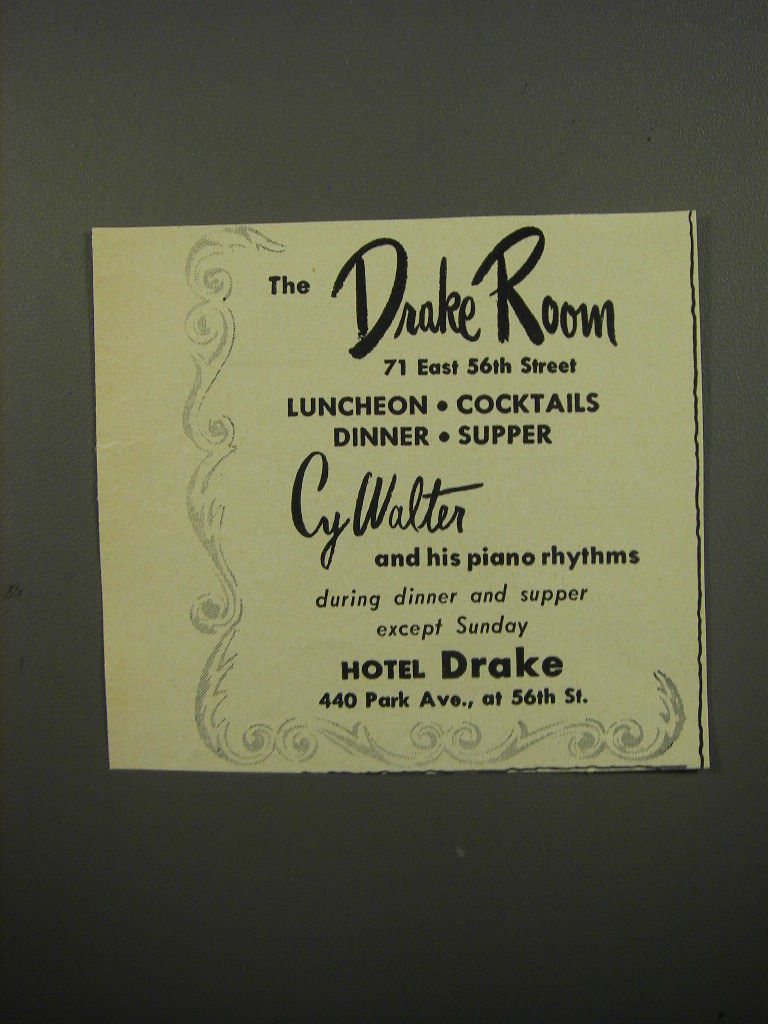 The Drake Room
71 East 56th Street
LUNCHEON • COCKTAILS
DINNER • SUPPER
Cy Walter
and his piano rhythms
during dinner and supper
except Sunday
HOTEL Drake
440 Park Ave., at 56th St.